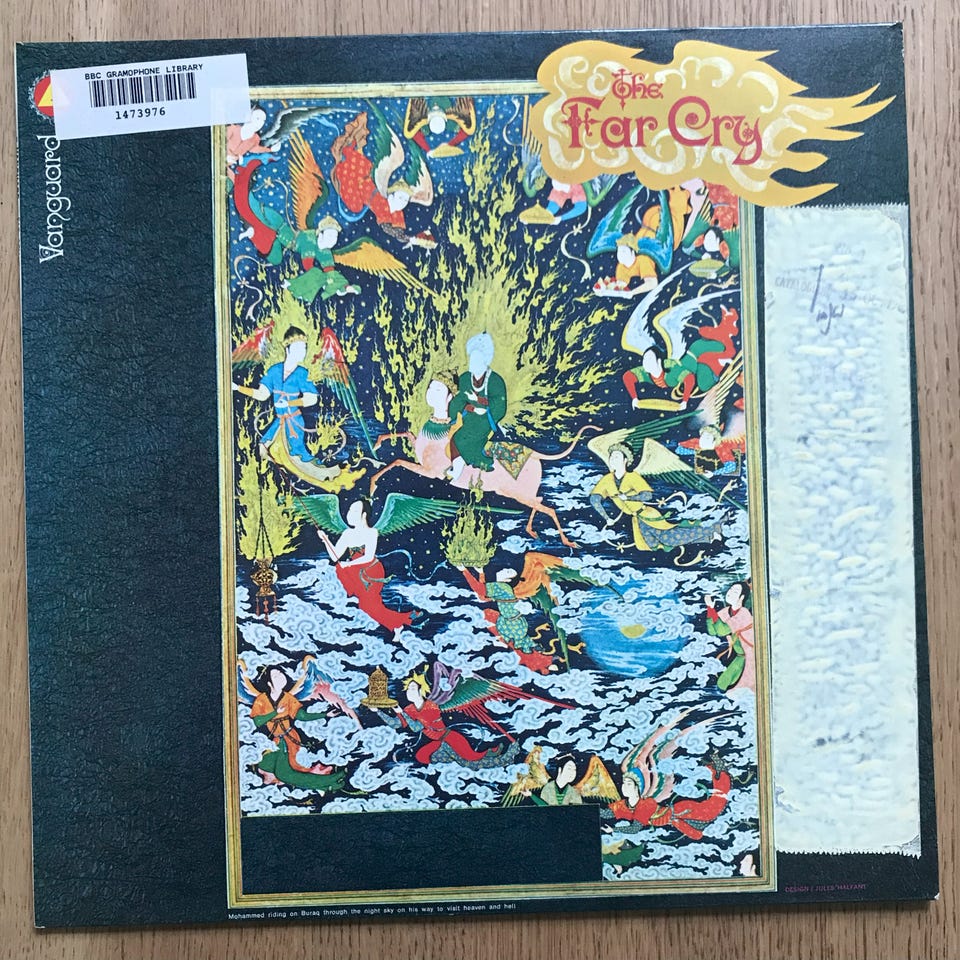 BBC GRAMOPHONE LIBRARY
1473976
Vanguard
The
Far Cry
Mohammed riding on Buraq through the night sky on his way to visit heaven and hell
DESIGN / JULES HALFANT